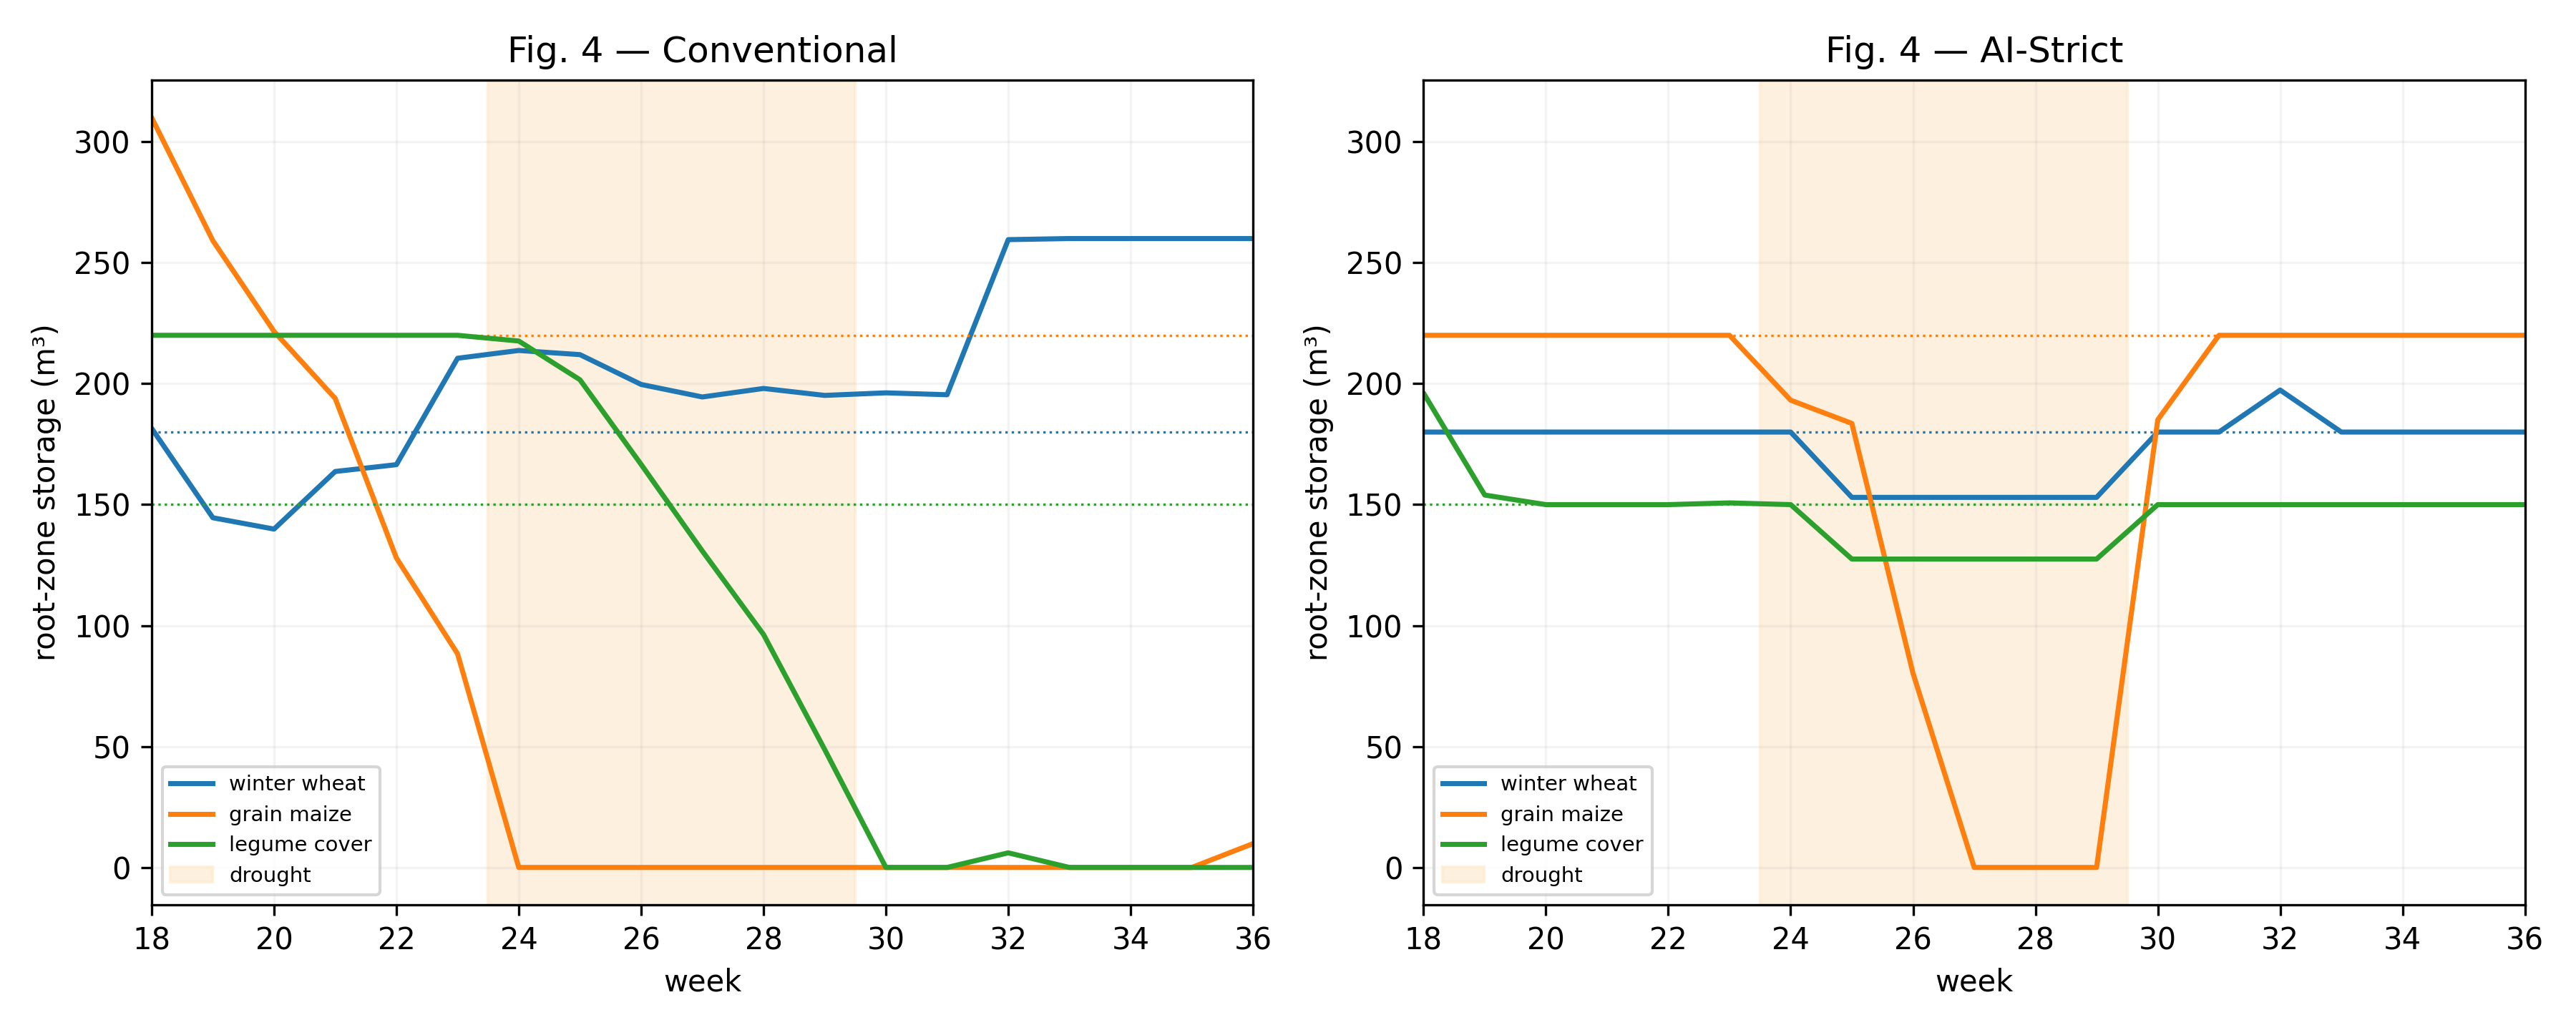 Fig. 4 — Conventional
root-zone storage (m³)
300
250
200
150
100
50
0
winter wheat
grain maize
legume cover
drought
18 20 22 24 26 28 30 32 34 36
week
Fig. 4 — AI-Strict
root-zone storage (m³)
300
250
200
150
100
50
0
winter wheat
grain maize
legume cover
drought
18 20 22 24 26 28 30 32 34 36
week